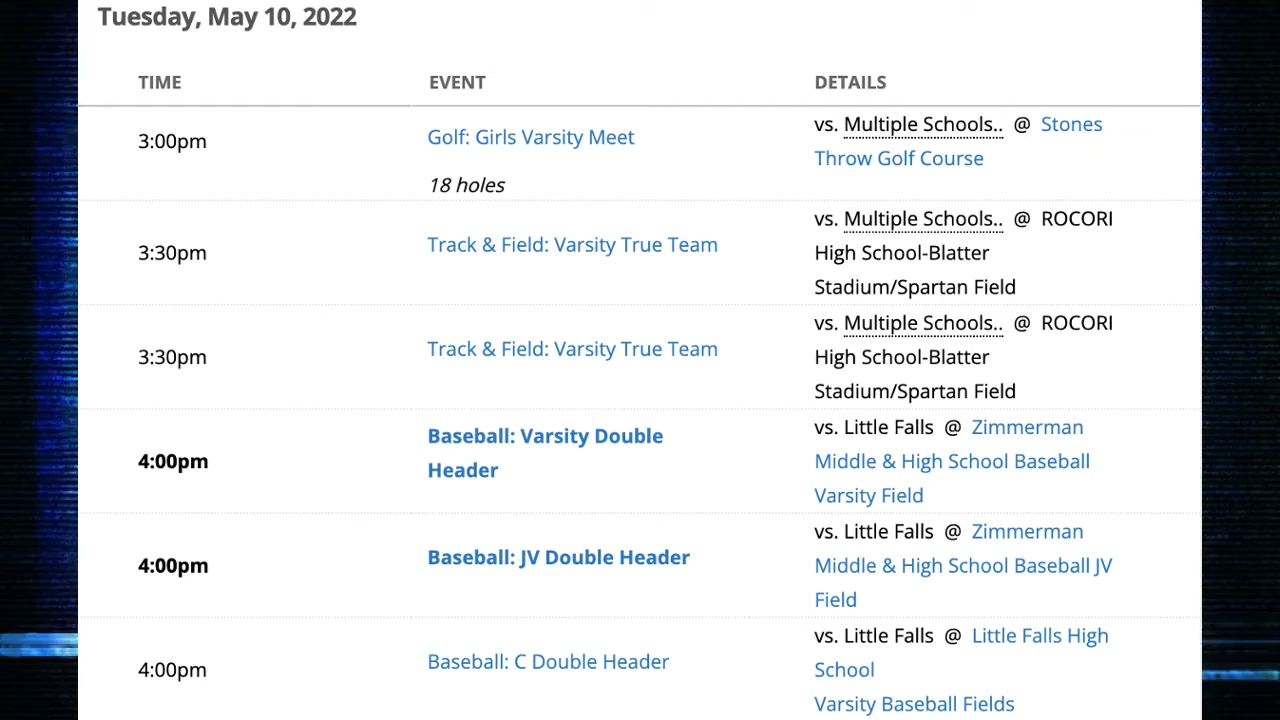 Tuesday, May 10, 2022
TIME EVENT DETAILS
3:00pm
Golf: Girls Varsity Meet
18 holes
vs. Multiple Schools.. @ Stones
Throw Golf Course
3:30pm
Track & Field: Varsity True Team
vs. Multiple Schools.. @ ROCORI
High School-Blatter
Stadium/Spartan Field
3:30pm
Track & Field: Varsity True Team
vs. Multiple Schools.. @ ROCORI
High School-Blatter
Stadium/Spartan Field
4:00pm
Baseball: Varsity Double
Header
vs. Little Falls @ Zimmerman
Middle & High School Baseball
Varsity Field
4:00pm
Baseball: JV Double Header
vs. Little Falls @ Zimmerman
Middle & High School Baseball JV
Field
4:00pm
Baseball: C Double Header
vs. Little Falls @ Little Falls High
School
Varsity Baseball Fields